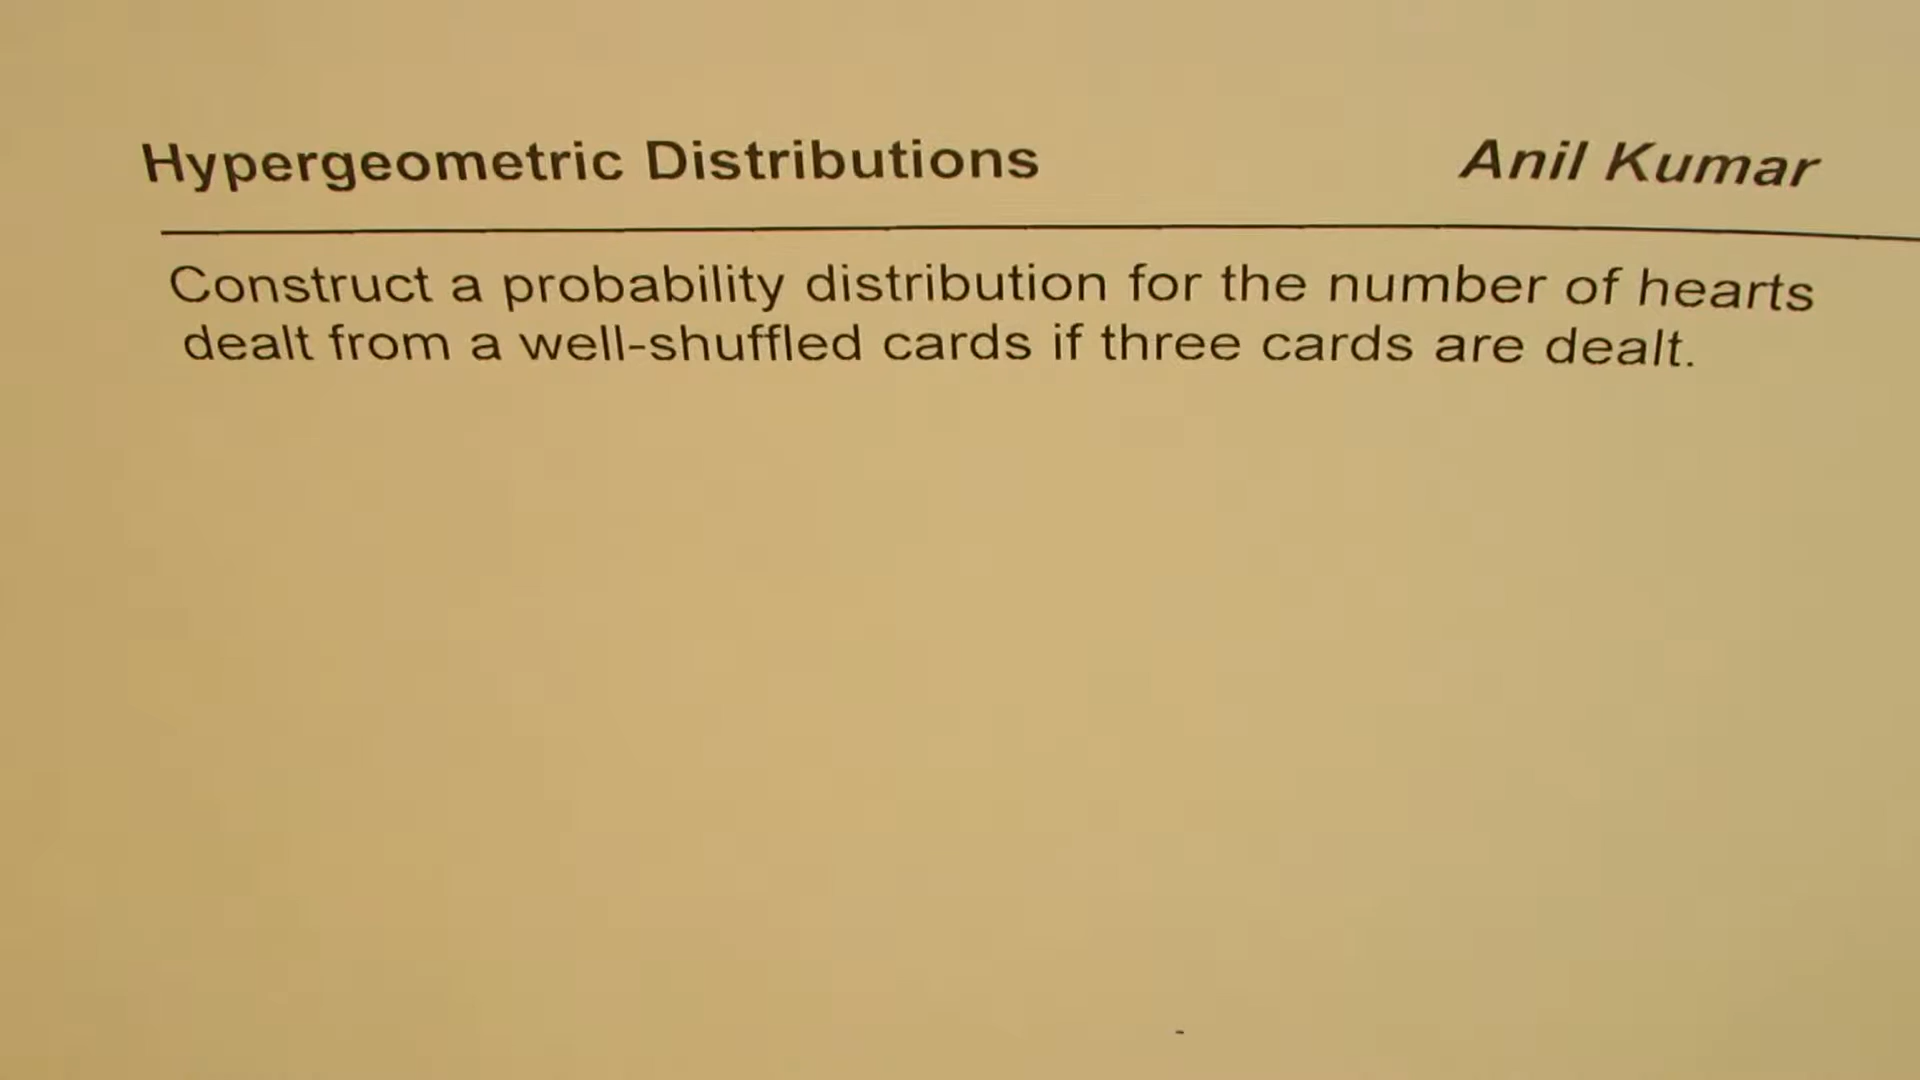 Hypergeometric Distributions
Anil Kumar
Construct a probability distribution for the number of hearts
dealt from a well-shuffled cards if three cards are dealt.